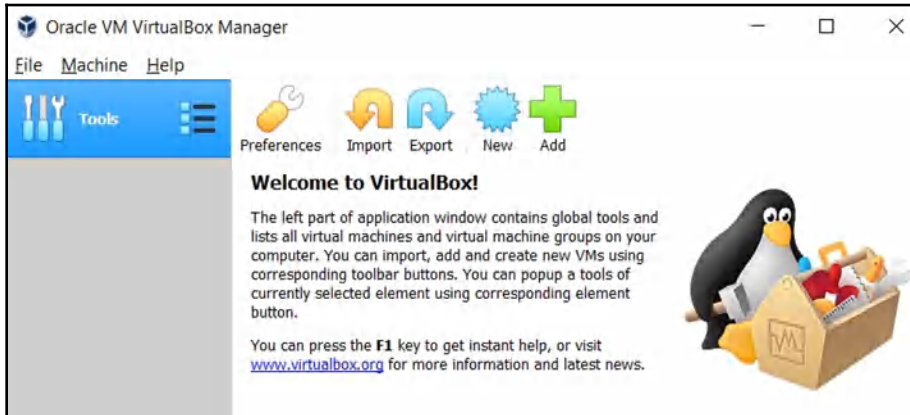 Oracle VM VirtualBox Manager
File Machine Help
Tools
Preferences Import Export New Add
Welcome to VirtualBox!
The left part of application window contains global tools and
lists all virtual machines and virtual machine groups on your
computer. You can import, add and create new VMs using
corresponding toolbar buttons. You can popup a tools of
currently selected element using corresponding element
button.
You can press the F1 key to get instant help, or visit
www.virtualbox.org for more information and latest news.